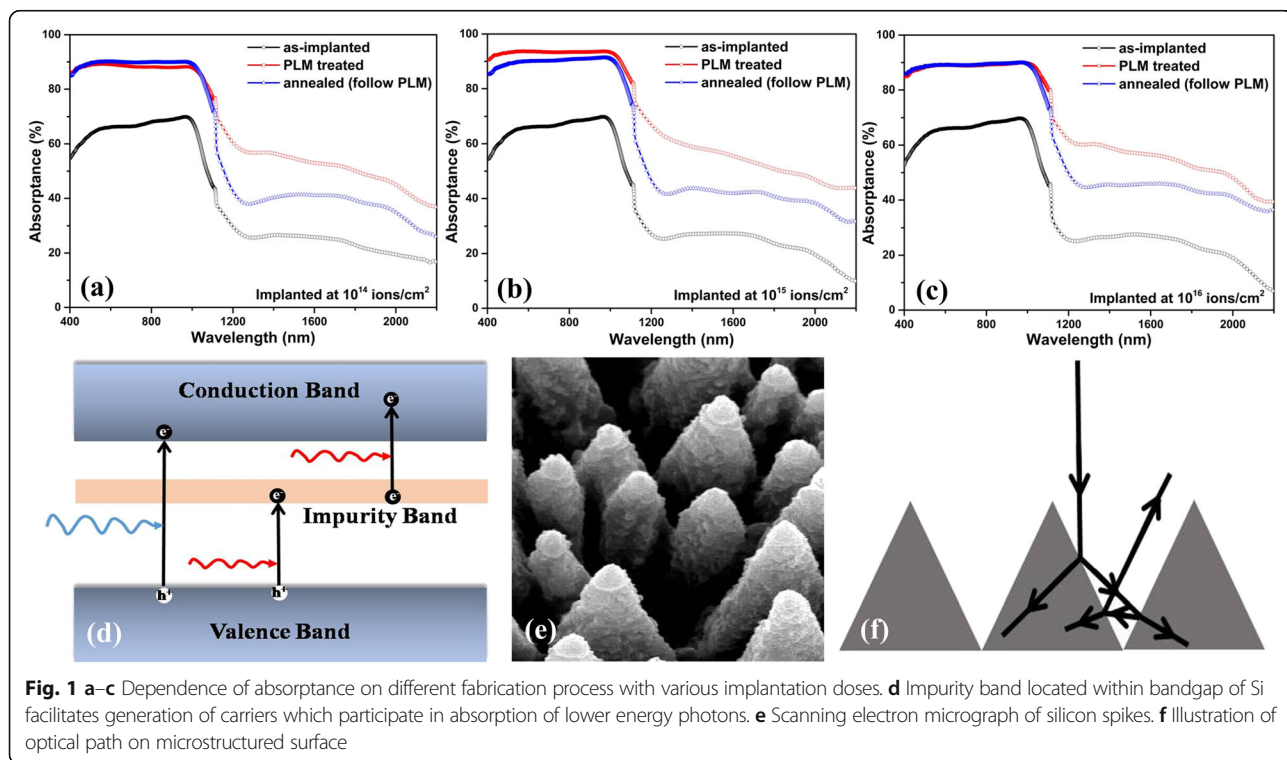 100
90
80
70
60
50
40
30
20
10
0
Absorptance (%)
as-implanted
PLM treated
annealed (follow PLM)
(a)
Implanted at 10¹⁴ ions/cm²
400 800 1200 1600 2000
Wavelength (nm)
100
80
60
40
20
0
Absorptance (%)
as-implanted
PLM treated
annealed (follow PLM)
(b)
Implanted at 10¹⁵ ions/cm²
400 800 1200 1600 2000
Wavelength (nm)
100
80
60
40
20
0
Absorptance (%)
as-implanted
PLM treated
annealed (follow PLM)
(c)
Implanted at 10¹⁶ ions/cm²
400 800 1200 1600 2000
Wavelength (nm)
Conduction Band
e⁻
e⁻
e⁻
e⁻
Impurity Band
h⁺
h⁺
Valence Band
(d)
(e)
(f)
Fig. 1 a–c Dependence of absorptance on different fabrication process with various implantation doses. d Impurity band located within bandgap of Si
facilitates generation of carriers which participate in absorption of lower energy photons. e Scanning electron micrograph of silicon spikes. f Illustration of
optical path on microstructured surface